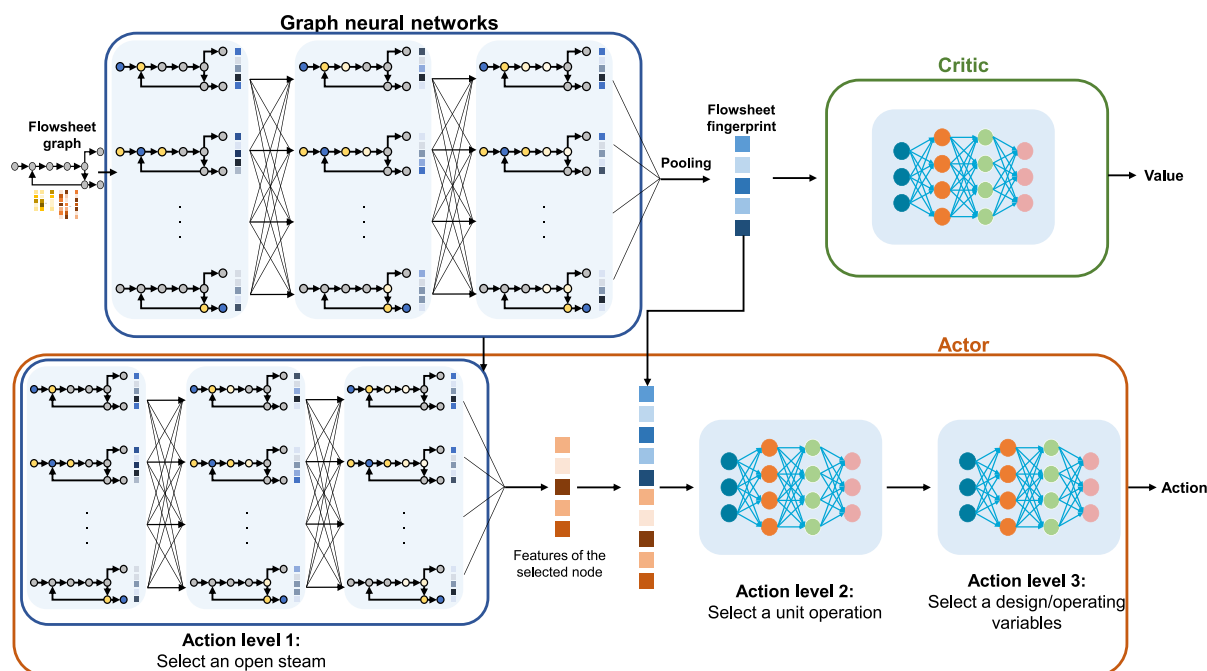 Graph neural networks
Critic
Flowsheet
graph
Flowsheet
fingerprint
Pooling
Value
Actor
Features of the
selected node
Action
Action level 1:
Select an open steam
Action level 2:
Select a unit operation
Action level 3:
Select a design/operating
variables